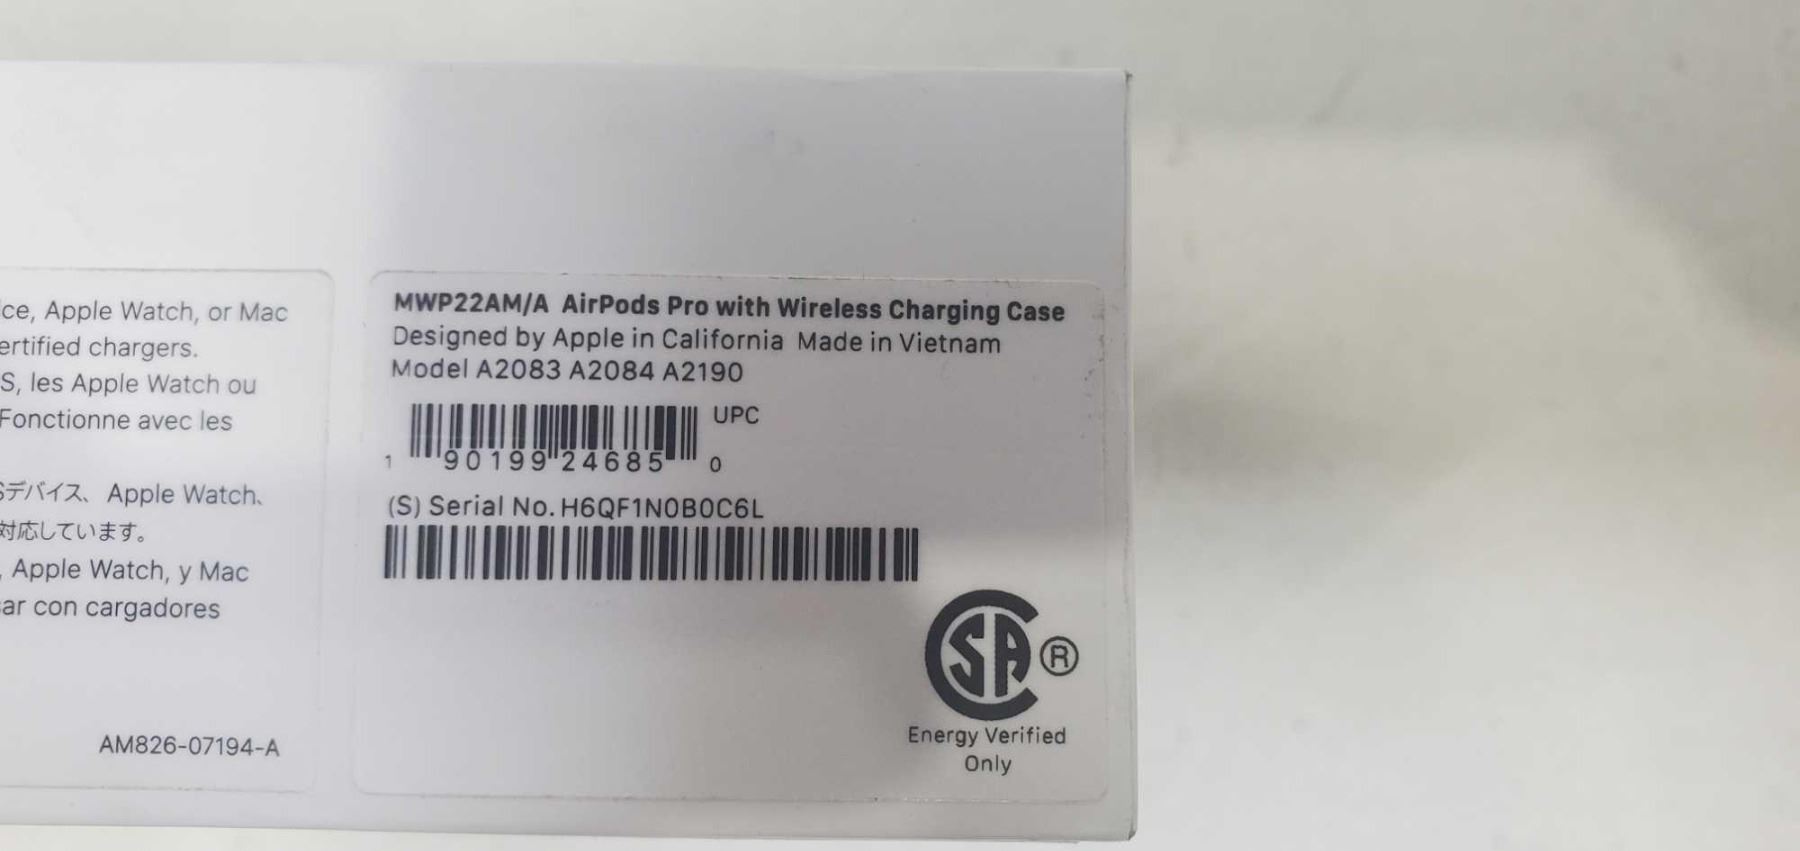 ce, Apple Watch, or Mac
ertified chargers.
S, les Apple Watch ou
Fonctionne avec les
Sデバイス、 Apple Watch、
対応しています。
, Apple Watch, y Mac
ar con cargadores
AM826-07194-A
MWP22AM/A AirPods Pro with Wireless Charging Case
Designed by Apple in California Made in Vietnam
Model A2083 A2084 A2190
UPC
1 90199 24685 0
(S) Serial No. H6QF1N0B0C6L
CSA ®
Energy Verified
Only